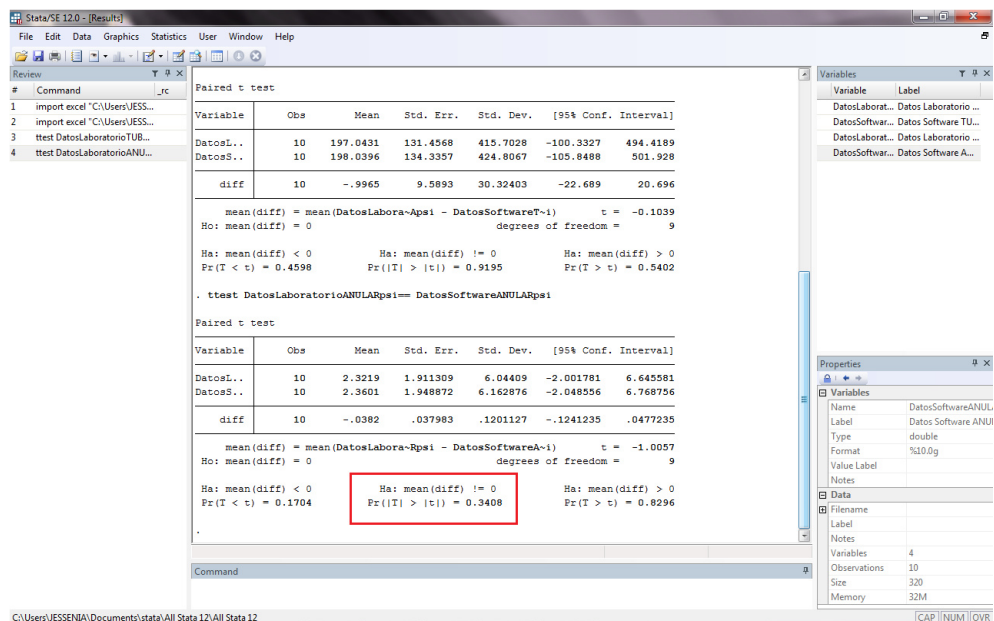 Stata/SE 12.0 - [Results]
File Edit Data Graphics Statistics User Window Help
Review
# Command _rc
1 import excel "C:\Users\JESS...
2 import excel "C:\Users\JESS...
3 ttest DatosLaboratorioTUB...
4 ttest DatosLaboratorioANU...
Paired t test
Variable Obs Mean Std. Err. Std. Dev. [95% Conf. Interval]
DatosL.. 10 197.0431 131.4568 415.7028 -100.3327 494.4189
DatosS.. 10 198.0396 134.3357 424.8067 -105.8488 501.928
diff 10 -.9965 9.5893 30.32403 -22.689 20.696
mean(diff) = mean(DatosLabora~Apsi - DatosSoftwareT~i) t = -0.1039
Ho: mean(diff) = 0 degrees of freedom = 9
Ha: mean(diff) < 0 Ha: mean(diff) != 0 Ha: mean(diff) > 0
Pr(T < t) = 0.4598 Pr(|T| > |t|) = 0.9195 Pr(T > t) = 0.5402
. ttest DatosLaboratorioANULARpsi== DatosSoftwareANULARpsi
Paired t test
Variable Obs Mean Std. Err. Std. Dev. [95% Conf. Interval]
DatosL.. 10 2.3219 1.911309 6.04409 -2.001781 6.645581
DatosS.. 10 2.3601 1.948872 6.162876 -2.048556 6.768756
diff 10 -.0382 .037983 .1201127 -.1241235 .0477235
mean(diff) = mean(DatosLabora~Rpsi - DatosSoftwareA~i) t = -1.0057
Ho: mean(diff) = 0 degrees of freedom = 9
Ha: mean(diff) < 0 Ha: mean(diff) != 0 Ha: mean(diff) > 0
Pr(T < t) = 0.1704 Pr(|T| > |t|) = 0.3408 Pr(T > t) = 0.8296
.
Command
Variables
Variable Label
DatosLaborat... Datos Laboratorio ...
DatosSoftwar... Datos Software TU...
DatosLaborat... Datos Laboratorio ...
DatosSoftwar... Datos Software A...
Properties
Variables
Name DatosSoftwareANUL
Label Datos Software ANU
Type double
Format %10.0g
Value Label
Notes
Data
Filename
Label
Notes
Variables 4
Observations 10
Size 320
Memory 32M
C:\Users\JESSENIA\Documents\stata\All Stata 12\All Stata 12
CAP NUM OVR